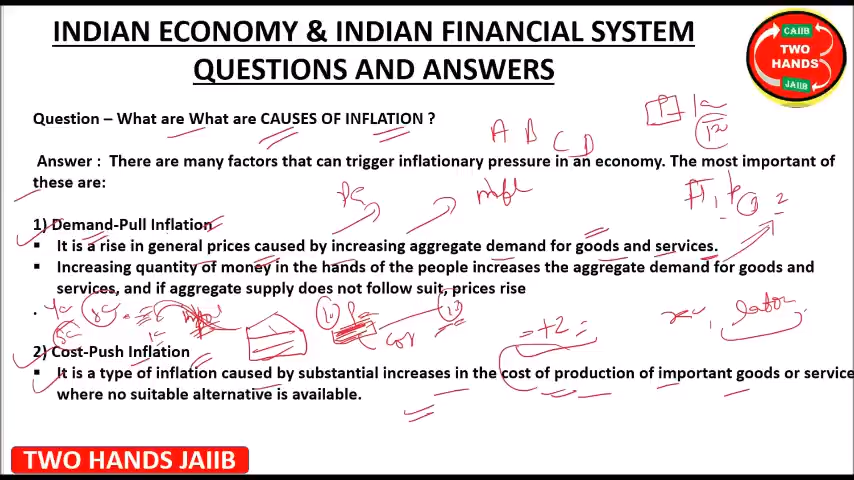 INDIAN ECONOMY & INDIAN FINANCIAL SYSTEM
QUESTIONS AND ANSWERS
CAIIB
TWO
HANDS
JAIIB
Question – What are What are CAUSES OF INFLATION ?
A B C D
Answer : There are many factors that can trigger inflationary pressure in an economy. The most important of
these are:
1) Demand-Pull Inflation
▪ It is a rise in general prices caused by increasing aggregate demand for goods and services.
▪ Increasing quantity of money in the hands of the people increases the aggregate demand for goods and
services, and if aggregate supply does not follow suit, prices rise
.
+2
labor
2) Cost-Push Inflation
▪ It is a type of inflation caused by substantial increases in the cost of production of important goods or service
where no suitable alternative is available.
TWO HANDS JAIIB